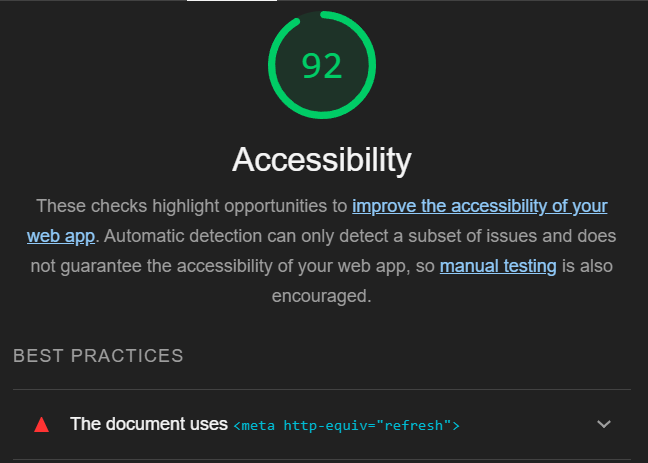 92
Accessibility
These checks highlight opportunities to improve the accessibility of your
web app. Automatic detection can only detect a subset of issues and does
not guarantee the accessibility of your web app, so manual testing is also
encouraged.
BEST PRACTICES
The document uses <meta http-equiv="refresh">